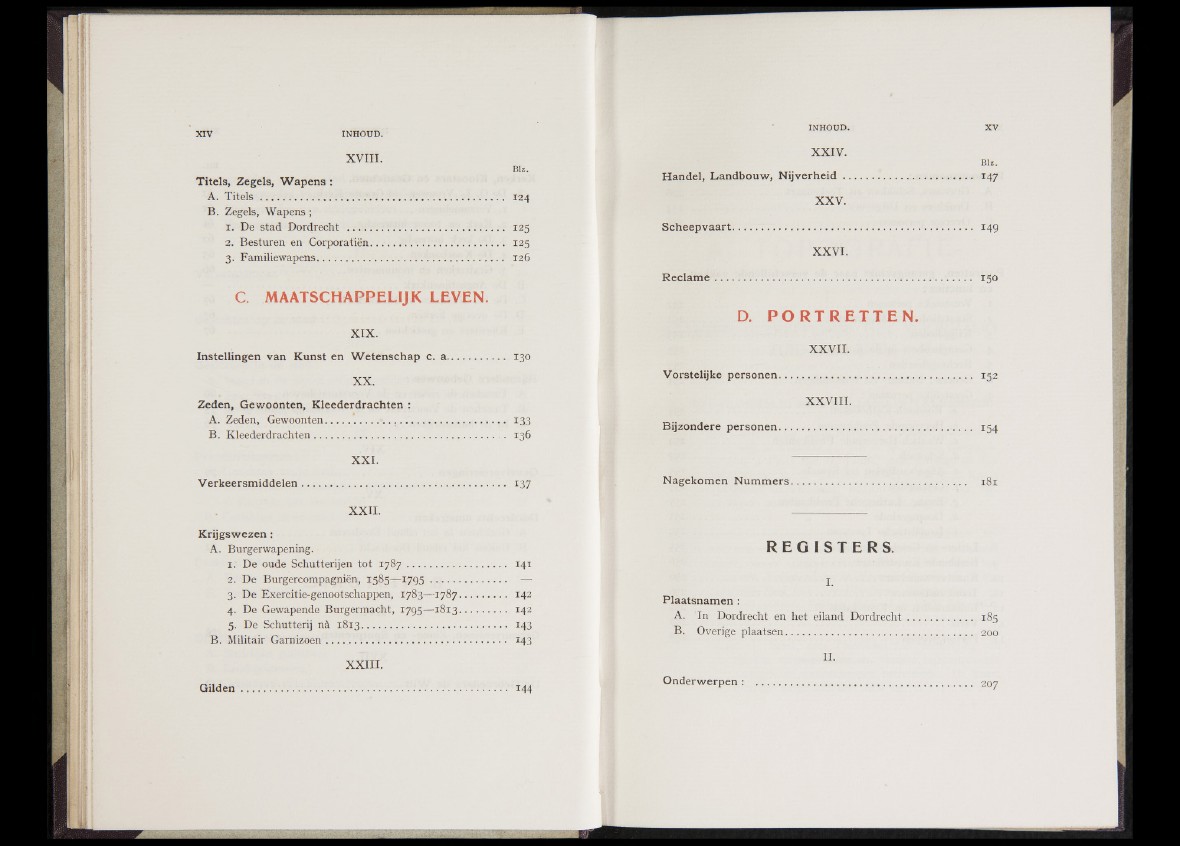 XIV INHOUD.
XVIII.
Blz.
Titels, Zegels, Wapens :
A. Titels ........................................... 124
B. Zegels, Wapens ;
1. De stad Dordrecht ............................ 125
2. Besturen en Corporatiën........................ 125
3. Familiewapens................................. 126
C. MAATSCHAPPELIJK LEVEN.
XIX.
Instellingen van Kunst en Wetenschap c. a........... 130
XX.
Zeden, Gewoonten, Kleederdrachten :
A. Zeden, Gewoonten................................ 133
B. Kleederdrachten .................................. 136
XXI.
Verkeersmiddelen .................................... 137
XXII.
Krijgswezen :
A. Burgerwapening.
1. De oude Schutterijen tot 1787 .................. 141
2. De Burgercompagniën, 1585—1795 .............. —
3. De Exercitie-genootschappen, 1783—1787......... 142
4. De Gewapende Burgermacht, 1795—1813......... 142
5. De Schutterij nà 1813.......................... 143
B. Militair Garnizoen ................................ 143
XXIII.
Gilden ............................................... 144
INHOUD. XV
XXIV.
Blz.
Handel, Landbouw, Nijverheid ....................... 147
XXV.
Scheepvaart.......................................... 149
XXVI.
Reclame ............................................. 150
D. PORTRETTEN.
XXVII.
Vorstelijke personen.................................. 152
XXVIII.
Bijzondere personen.................................. 154
Nagekomen Nummers............................... 181
REGISTERS.
I.
Plaatsnamen :
A. In Dordrecht en het eiland Dordrecht ............ 185
B. Overige plaatsen................................. 200
II.
Onderwerpen : ...................................... 207